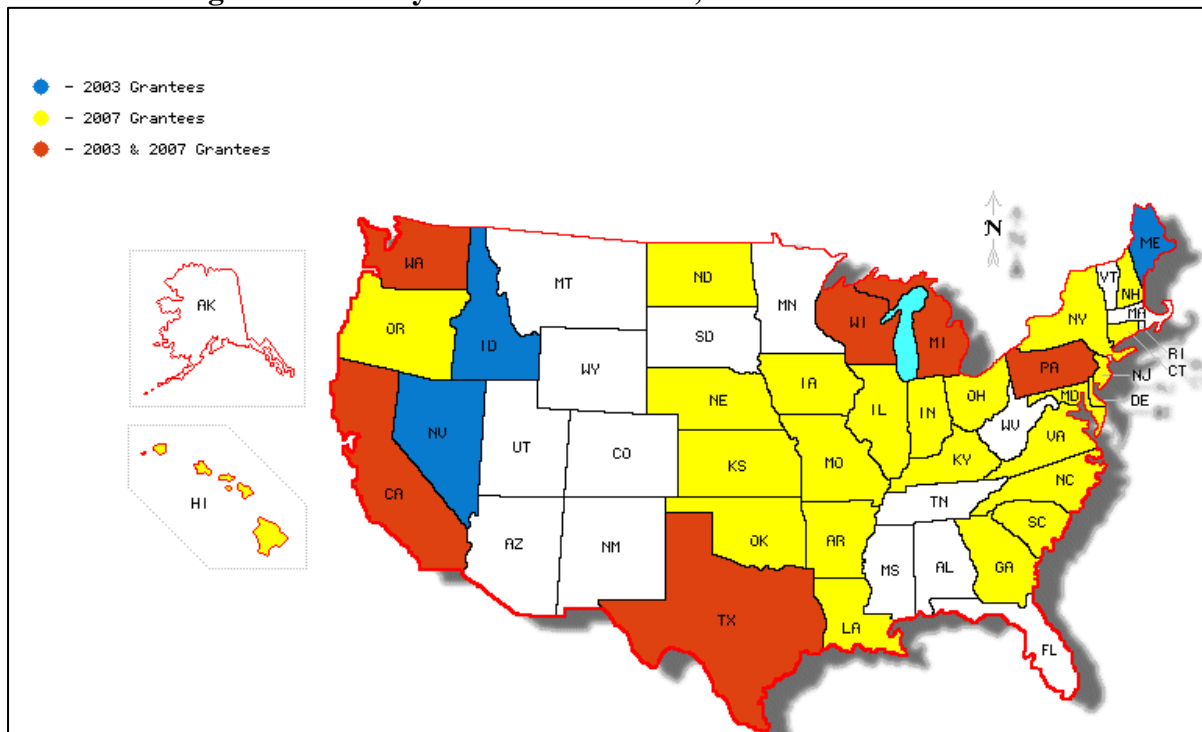 - 2003 Grantees
- 2007 Grantees
- 2003 & 2007 Grantees
N
WA
MT
ND
MN
ME
VT
NH
AK
OR
ID
SD
WI
MI
NY
MA
WY
RI
CT
PA
NJ
IA
NE
IL
IN
OH
MD
DE
NV
UT
CO
WV
VA
KS
MO
KY
CA
HI
NC
TN
SC
AZ
NM
OK
AR
MS
AL
GA
TX
LA
FL